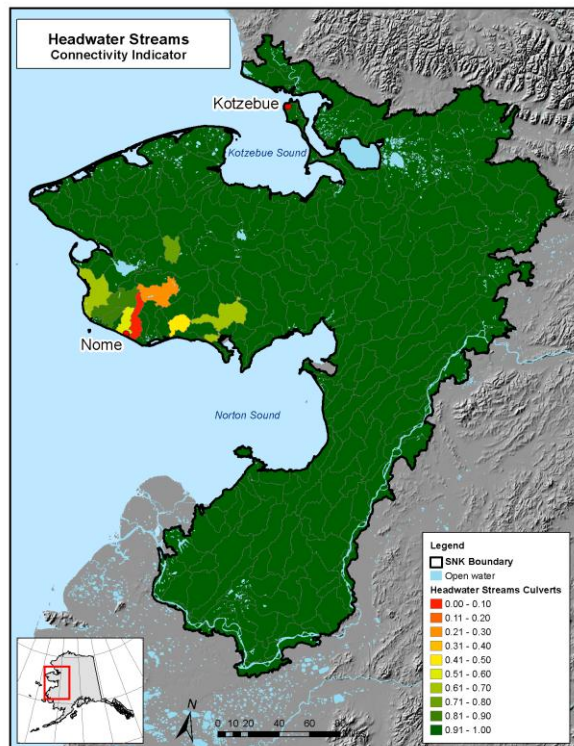 Headwater Streams
Connectivity Indicator
Kotzebue
Kotzebue Sound
Nome
Norton Sound
Legend
SNK Boundary
Open water
Headwater Streams Culverts
0.00 - 0.10
0.11 - 0.20
0.21 - 0.30
0.31 - 0.40
0.41 - 0.50
0.51 - 0.60
0.61 - 0.70
0.71 - 0.80
0.81 - 0.90
0.91 - 1.00
N
0 10 20 40 60 80